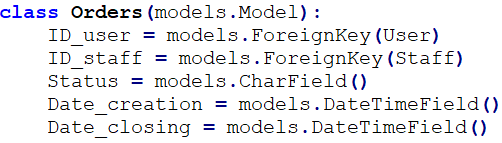 class Orders(models.Model):
    ID_user = models.ForeignKey(User)
    ID_staff = models.ForeignKey(Staff)
    Status = models.CharField()
    Date_creation = models.DateTimeField()
    Date_closing = models.DateTimeField()